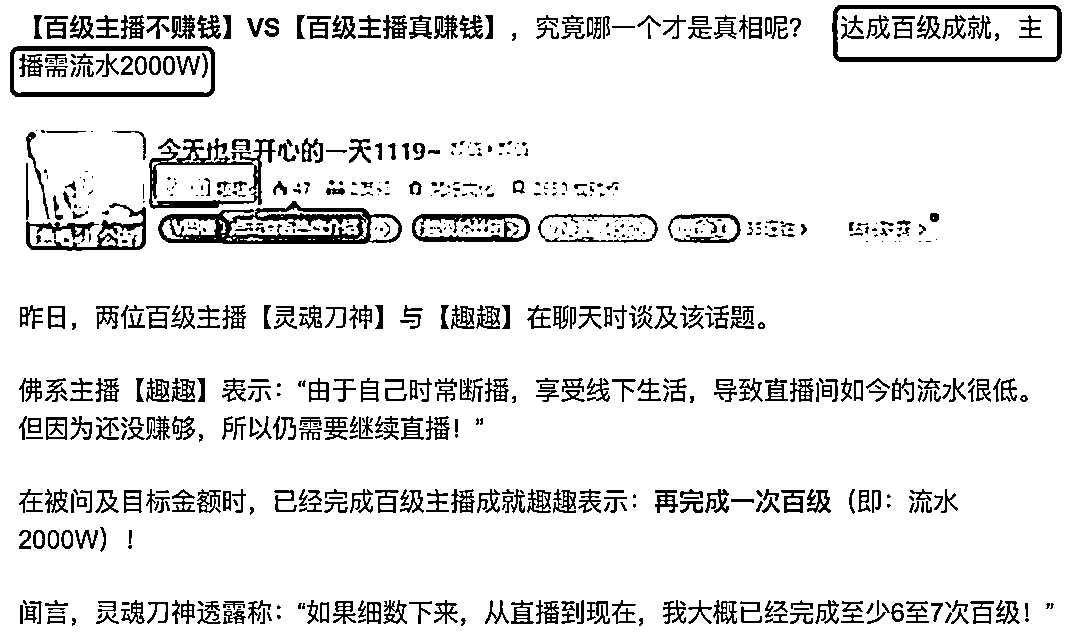 【百级主播不赚钱】VS【百级主播真赚钱】，究竟哪一个才是真相呢？ 达成百级成就，主
播需流水2000W)
今天也是开心的一天1119~
47
昨日，两位百级主播【灵魂刀神】与【趣趣】在聊天时谈及该话题。
佛系主播【趣趣】表示：“由于自己时常断播，享受线下生活，导致直播间如今的流水很低。
但因为还没赚够，所以仍需要继续直播！”
在被问及目标金额时，已经完成百级主播成就趣趣表示：再完成一次百级（即：流水
2000W）！
闻言，灵魂刀神透露称：“如果细数下来，从直播到现在，我大概已经完成至少6至7次百级！”